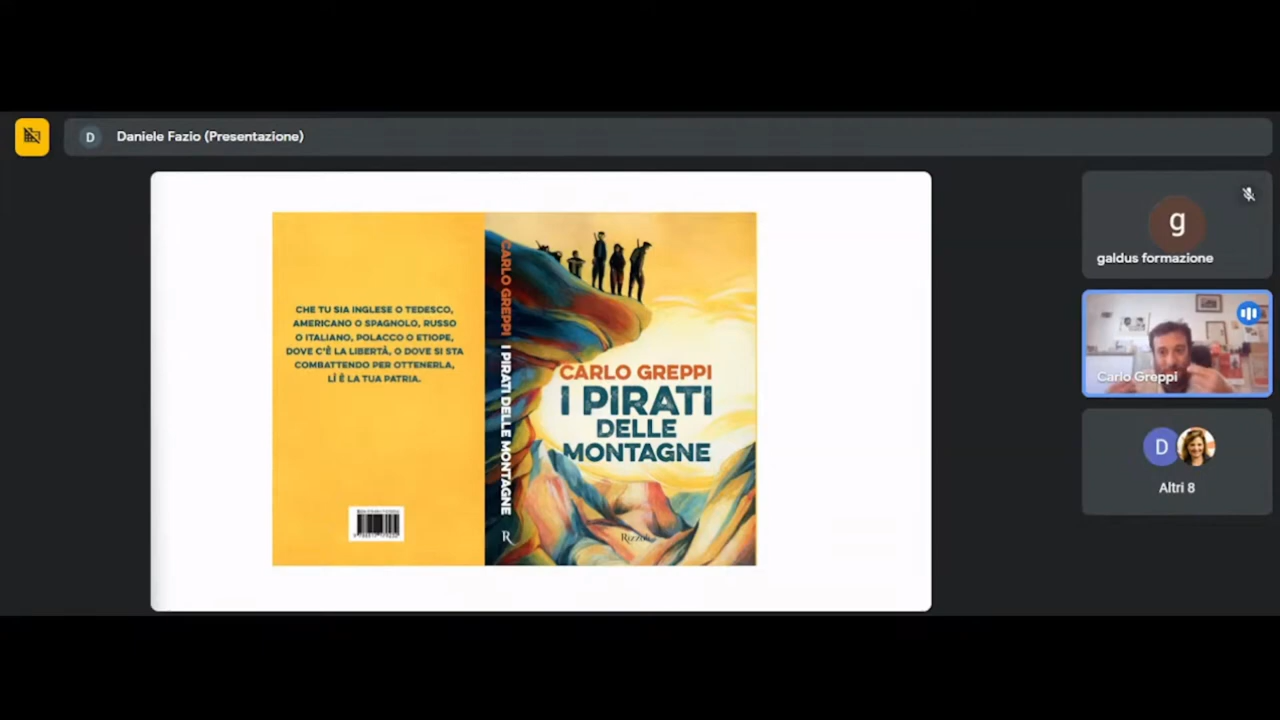 D
Daniele Fazio (Presentazione)
CHE TU SIA INGLESE O TEDESCO,
AMERICANO O SPAGNOLO, RUSSO
O ITALIANO, POLACCO O ETIOPE,
DOVE C'È LA LIBERTÀ, O DOVE SI STA
COMBATTENDO PER OTTENERLA,
LÌ È LA TUA PATRIA.
CARLO GREPPI I PIRATI DELLE MONTAGNE
R
CARLO GREPPI
I PIRATI
DELLE
MONTAGNE
Rizzoli
g
galdus formazione
Carlo Greppi
D
Altri 8